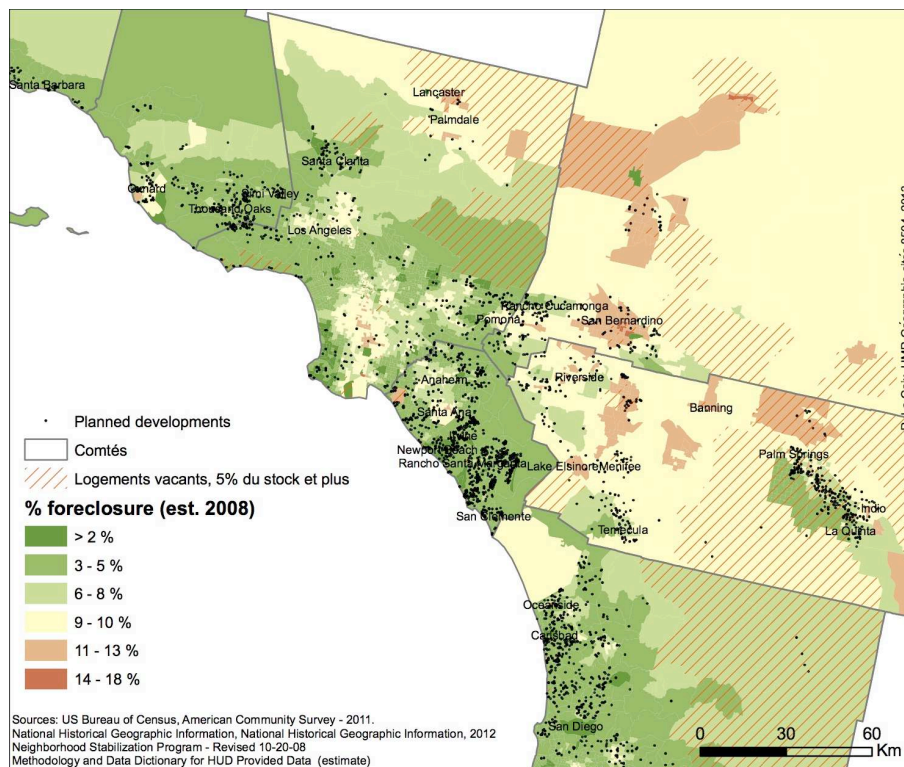 Lancaster
Palmdale
Santa Barbara
Santa Clarita
Oxnard
Simi Valley
Thousand Oaks
Los Angeles
Rancho Cucamonga
Pomona
San Bernardino
Anaheim
Riverside
Banning
Santa Ana
Irvine
Newport Beach
Rancho Santa Margarita
Lake Elsinore
Menifee
Palm Springs
San Clemente
Temecula
Indio
La Quinta
Oceanside
Carlsbad
San Diego
Planned developments
Comtés
Logements vacants, 5% du stock et plus
% foreclosure (est. 2008)
> 2 %
3 - 5 %
6 - 8 %
9 - 10 %
11 - 13 %
14 - 18 %
Sources: US Bureau of Census, American Community Survey - 2011.
National Historical Geographic Information, National Historical Geographic Information, 2012
Neighborhood Stabilization Program - Revised 10-20-08
Methodology and Data Dictionary for HUD Provided Data (estimate)
0 30 60
Km